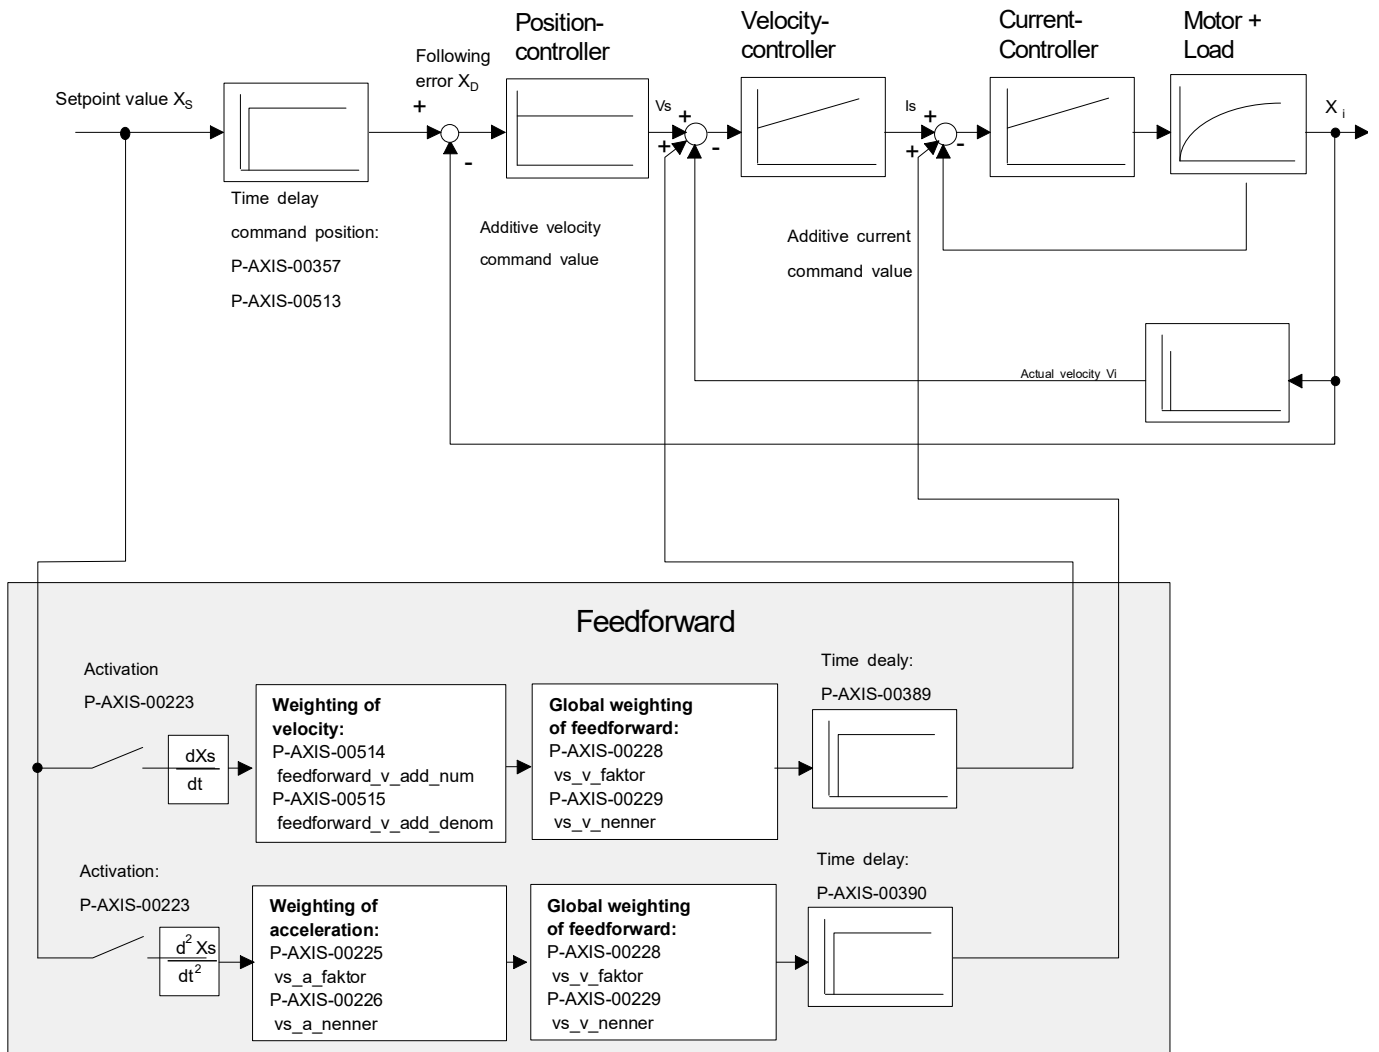 Position-
controller
Velocity-
controller
Current-
Controller
Motor +
Load
Following
error XD
Setpoint value XS
+
-
Vs
+
+
-
Is
+
+
-
X i
Time delay
command position:
P-AXIS-00357
P-AXIS-00513
Additive velocity
command value
Additive current
command value
Actual velocity Vi
Feedforward
Activation
P-AXIS-00223
dXs
dt
Weighting of
velocity:
P-AXIS-00514
feedforward_v_add_num
P-AXIS-00515
feedforward_v_add_denom
Global weighting
of feedforward:
P-AXIS-00228
vs_v_faktor
P-AXIS-00229
vs_v_nenner
Time dealy:
P-AXIS-00389
Activation:
P-AXIS-00223
d² Xs
dt²
Weighting of
acceleration:
P-AXIS-00225
vs_a_faktor
P-AXIS-00226
vs_a_nenner
Global weighting
of feedforward:
P-AXIS-00228
vs_v_faktor
P-AXIS-00229
vs_v_nenner
Time delay:
P-AXIS-00390